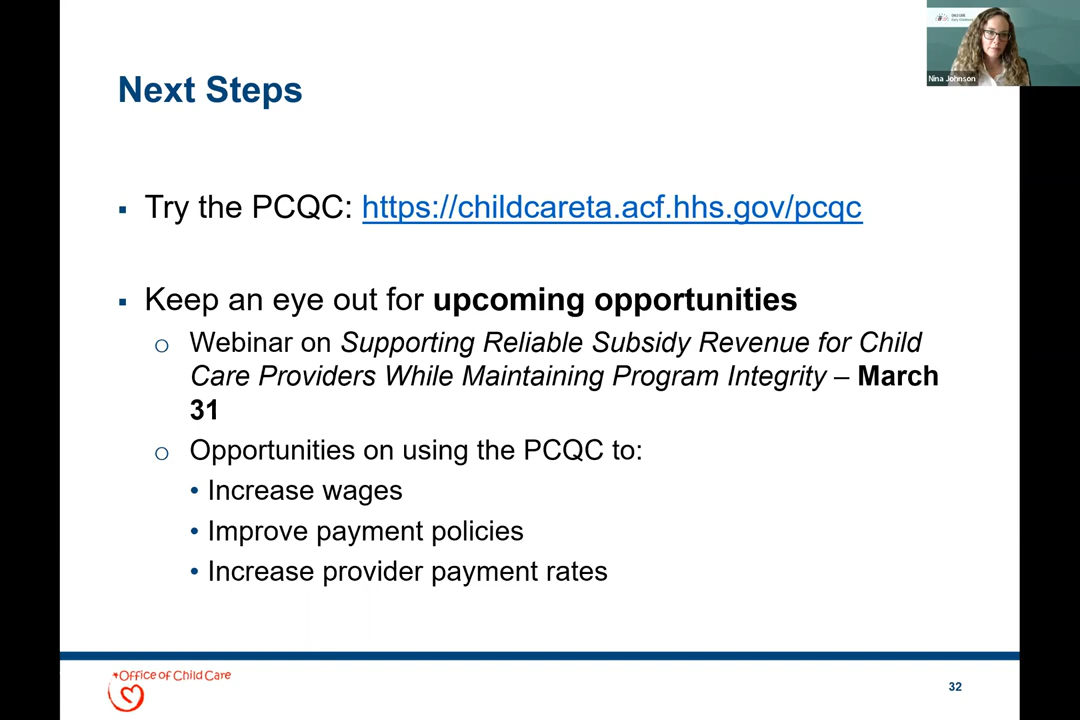 Nina Johnson
Next Steps
Try the PCQC: https://childcareta.acf.hhs.gov/pcqc
Keep an eye out for upcoming opportunities
Webinar on Supporting Reliable Subsidy Revenue for Child
Care Providers While Maintaining Program Integrity – March
31
Opportunities on using the PCQC to:
• Increase wages
• Improve payment policies
• Increase provider payment rates
Office of Child Care
32